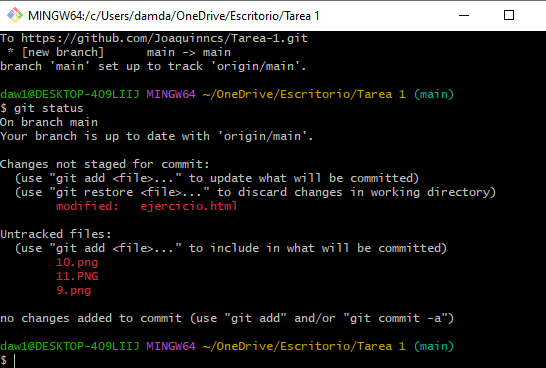 MINGW64:/c/Users/damda/OneDrive/Escritorio/Tarea 1
To https://github.com/Joaquinncs/Tarea-1.git
 * [new branch]      main -> main
branch 'main' set up to track 'origin/main'.
daw1@DESKTOP-4O9LIIJ MINGW64 ~/OneDrive/Escritorio/Tarea 1 (main)
$ git status
On branch main
Your branch is up to date with 'origin/main'.
Changes not staged for commit:
  (use "git add <file>..." to update what will be committed)
  (use "git restore <file>..." to discard changes in working directory)
        modified:   ejercicio.html
Untracked files:
  (use "git add <file>..." to include in what will be committed)
        10.png
        11.PNG
        9.png
no changes added to commit (use "git add" and/or "git commit -a")
daw1@DESKTOP-4O9LIIJ MINGW64 ~/OneDrive/Escritorio/Tarea 1 (main)
$